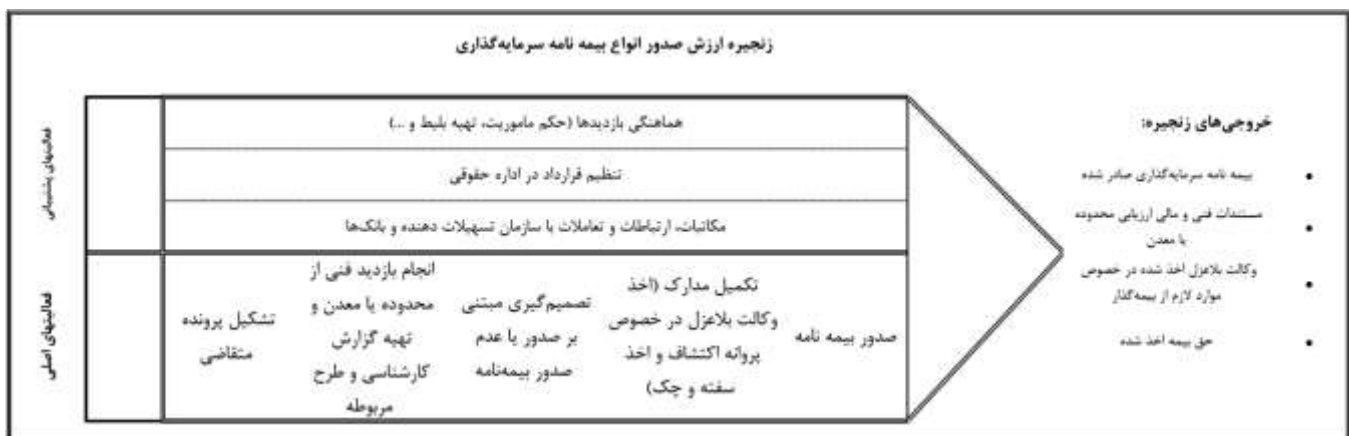 زنجیره ارزش صدور انواع بیمه نامه سرمایه‌گذاری
خروجی‌های زنجیره:
• بیمه نامه سرمایه‌گذاری صادر شده
• مستندات فنی و مالی ارزیابی محدوده
یا معدن
• وکالت بلاعزل اخذ شده در خصوص
موارد لازم از بیمه‌گذار
• حق بیمه اخذ شده
فعالیتهای پشتیبانی
هماهنگی بازدیدها (حکم ماموریت، تهیه بلیط و ...)
تنظیم قرارداد در اداره حقوقی
مکاتبات، ارتباطات و تعاملات با سازمان تسهیلات دهنده و بانک‌ها
فعالیتهای اصلی
تشکیل پرونده
متقاضی
انجام بازدید فنی از
محدوده یا معدن و
تهیه گزارش
کارشناسی و طرح
مربوطه
تصمیم‌گیری مبتنی
بر صدور یا عدم
صدور بیمه‌نامه
تکمیل مدارک (اخذ
وکالت بلاعزل در خصوص
پروانه اکتشاف و اخذ
سفته و چک)
صدور بیمه نامه